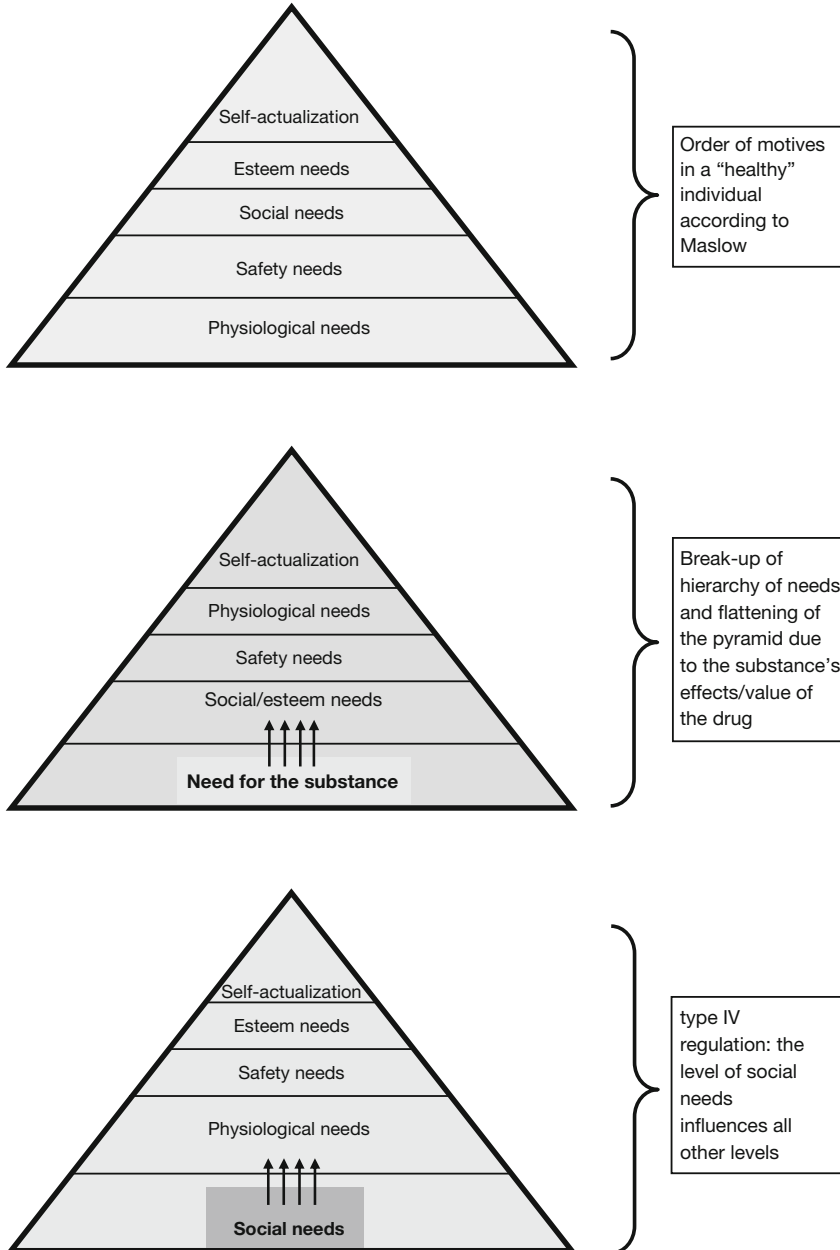 Self-actualization
Esteem needs
Social needs
Safety needs
Physiological needs
Order of motives
in a “healthy”
individual
according to
Maslow
Self-actualization
Physiological needs
Safety needs
Social/esteem needs
Need for the substance
Break-up of
hierarchy of needs
and flattening of
the pyramid due
to the substance’s
effects/value of
the drug
Self-actualization
Esteem needs
Safety needs
Physiological needs
Social needs
type IV
regulation: the
level of social
needs
influences all
other levels